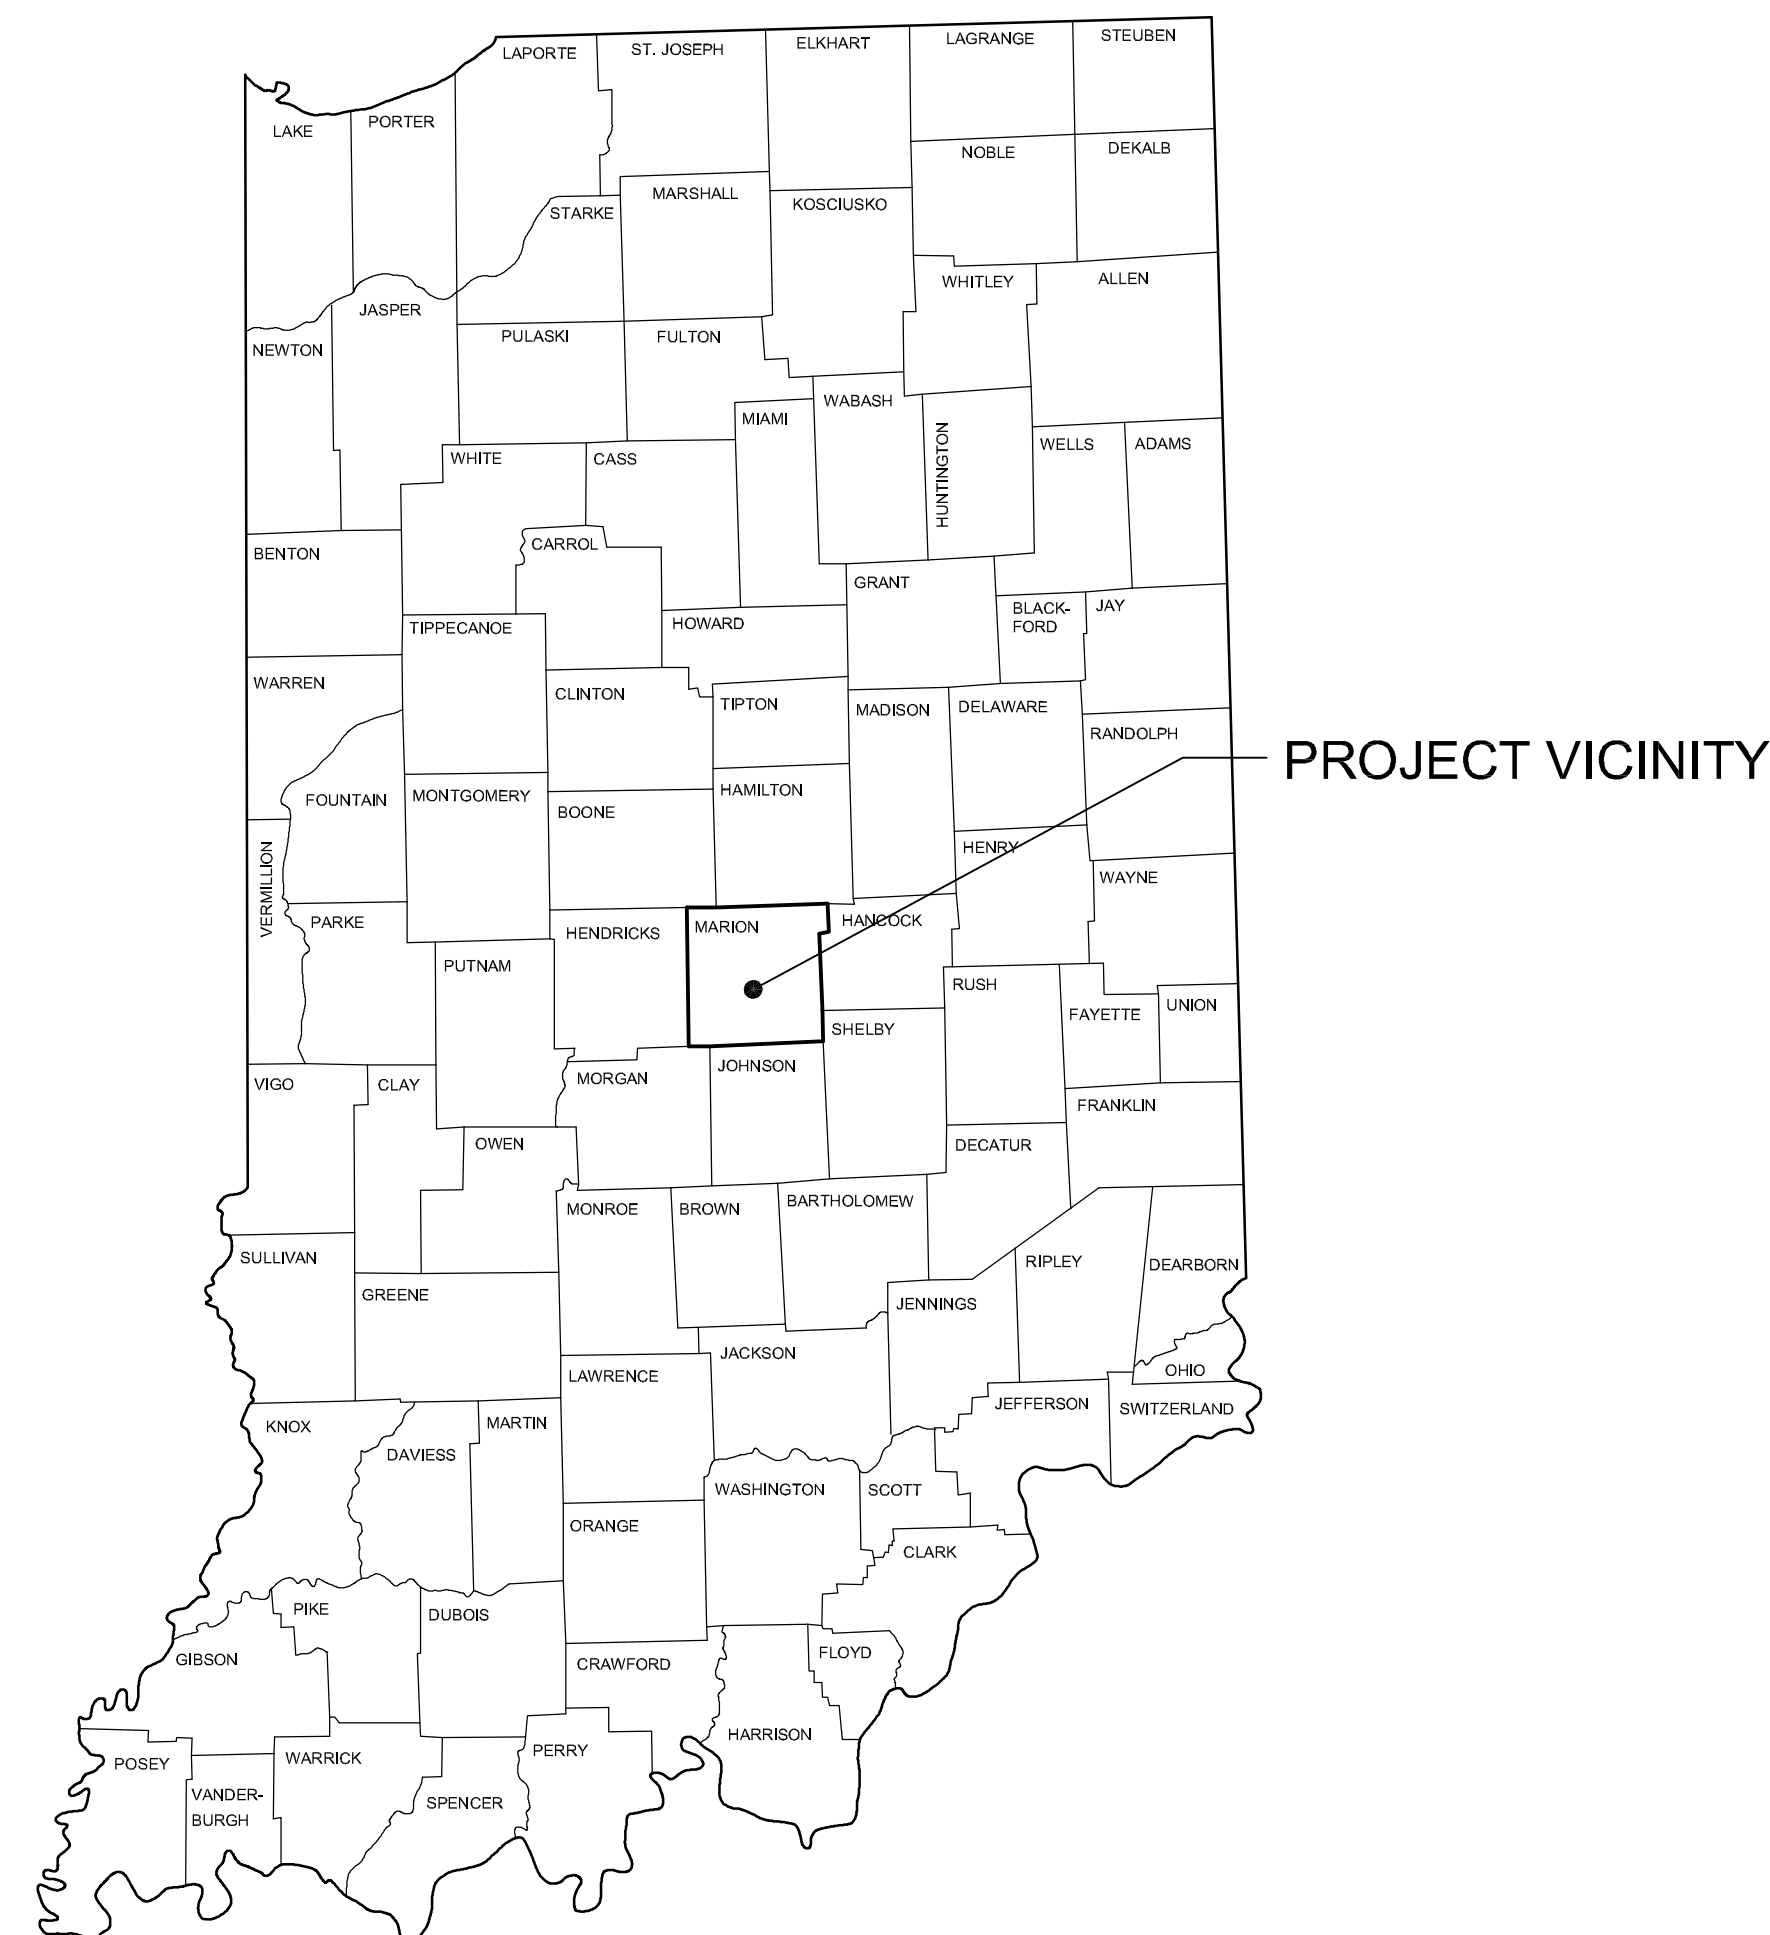 LAPORTE
ST. JOSEPH
ELKHART
LAGRANGE
STEUBEN
LAKE
PORTER
NOBLE
DEKALB
STARKE
MARSHALL
KOSCIUSKO
JASPER
WHITLEY
ALLEN
NEWTON
PULASKI
FULTON
MIAMI
WABASH
HUNTINGTON
WELLS
ADAMS
WHITE
CASS
BENTON
CARROL
GRANT
BLACK-
FORD
JAY
TIPPECANOE
HOWARD
WARREN
CLINTON
TIPTON
MADISON
DELAWARE
RANDOLPH
PROJECT VICINITY
FOUNTAIN
MONTGOMERY
BOONE
HAMILTON
HENRY
VERMILLION
WAYNE
PARKE
HENDRICKS
MARION
HANCOCK
PUTNAM
RUSH
FAYETTE
UNION
SHELBY
VIGO
CLAY
MORGAN
JOHNSON
FRANKLIN
OWEN
DECATUR
MONROE
BROWN
BARTHOLOMEW
SULLIVAN
RIPLEY
DEARBORN
GREENE
JENNINGS
JACKSON
LAWRENCE
OHIO
KNOX
MARTIN
JEFFERSON
SWITZERLAND
DAVIESS
WASHINGTON
SCOTT
ORANGE
CLARK
PIKE
DUBOIS
GIBSON
CRAWFORD
FLOYD
HARRISON
POSEY
WARRICK
PERRY
VANDER-
BURGH
SPENCER